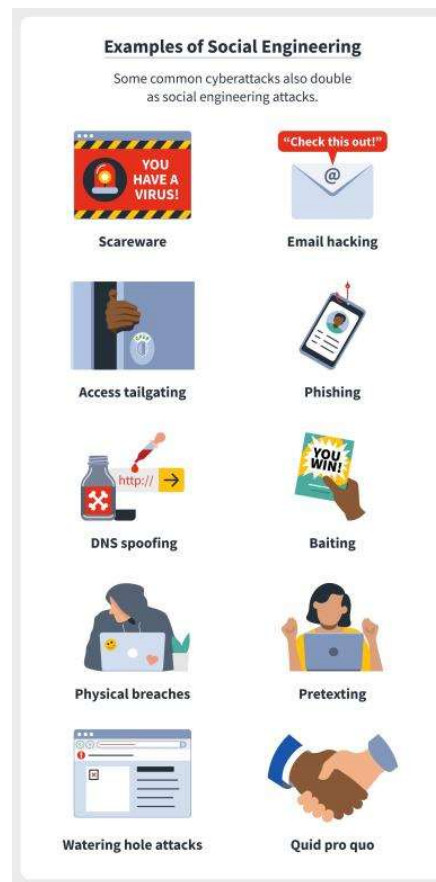 Examples of Social Engineering
Some common cyberattacks also double
as social engineering attacks.
YOU
HAVE A
VIRUS!
Scareware
“Check this out!”
@
Email hacking
Access tailgating
Phishing
http://
DNS spoofing
YOU
WIN!
Baiting
Physical breaches
Pretexting
Watering hole attacks
Quid pro quo